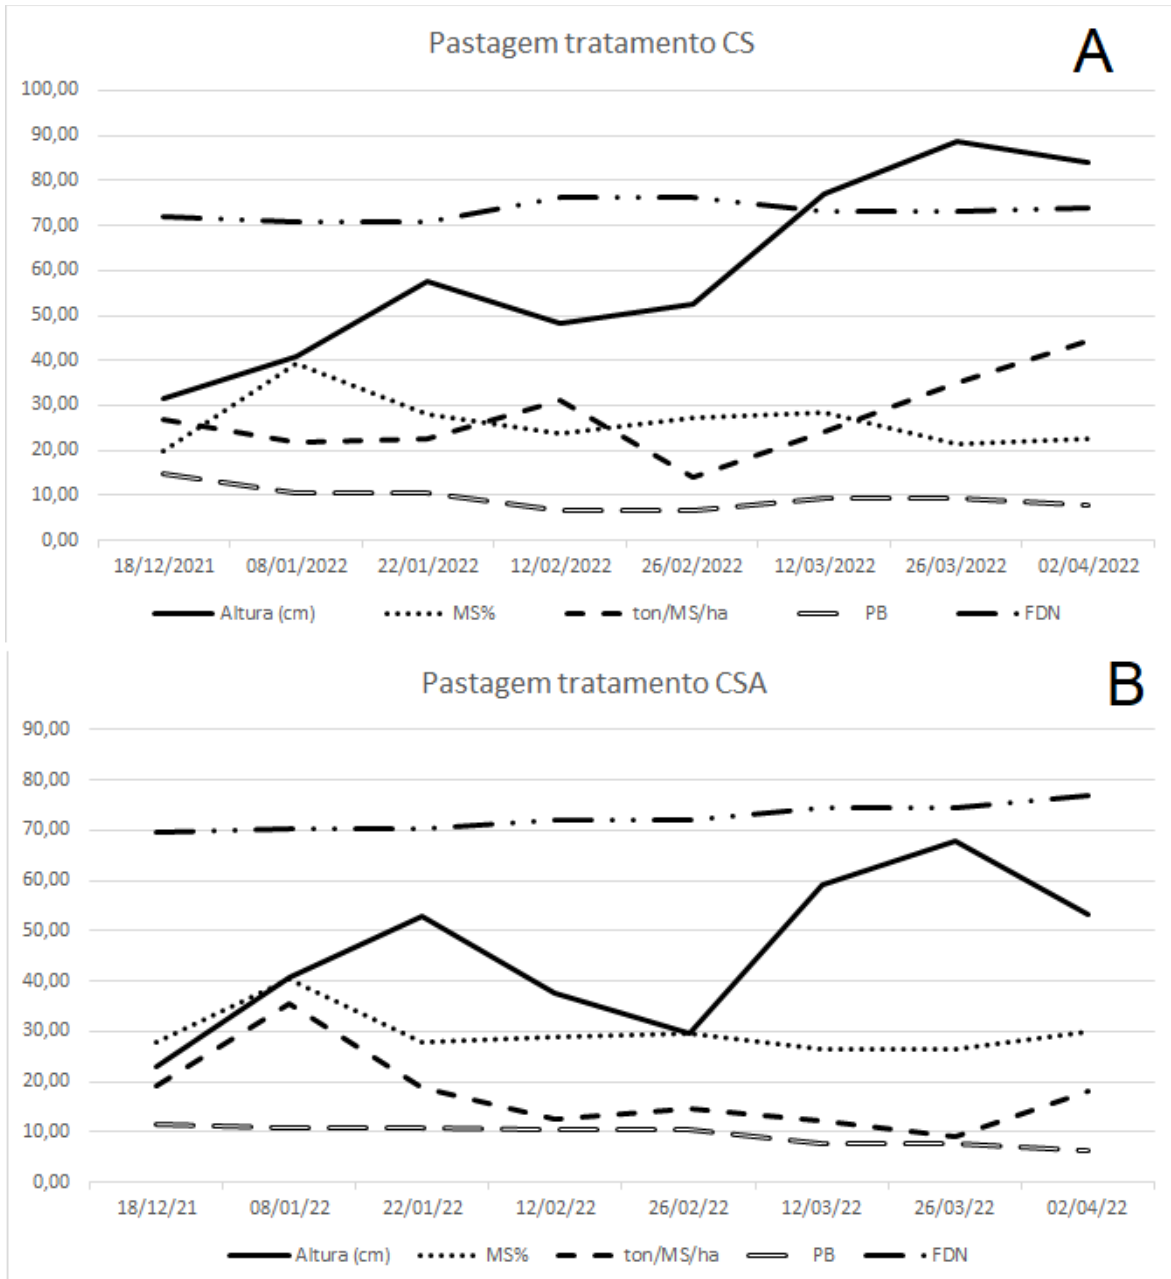 Pastagem tratamento CS
A
100,00
90,00
80,00
70,00
60,00
50,00
40,00
30,00
20,00
10,00
0,00
18/12/2021 08/01/2022 22/01/2022 12/02/2022 26/02/2022 12/03/2022 26/03/2022 02/04/2022
Altura (cm) MS% ton/MS/ha PB FDN
Pastagem tratamento CSA
B
90,00
80,00
70,00
60,00
50,00
40,00
30,00
20,00
10,00
0,00
18/12/21 08/01/22 22/01/22 12/02/22 26/02/22 12/03/22 26/03/22 02/04/22
Altura (cm) MS% ton/MS/ha PB FDN